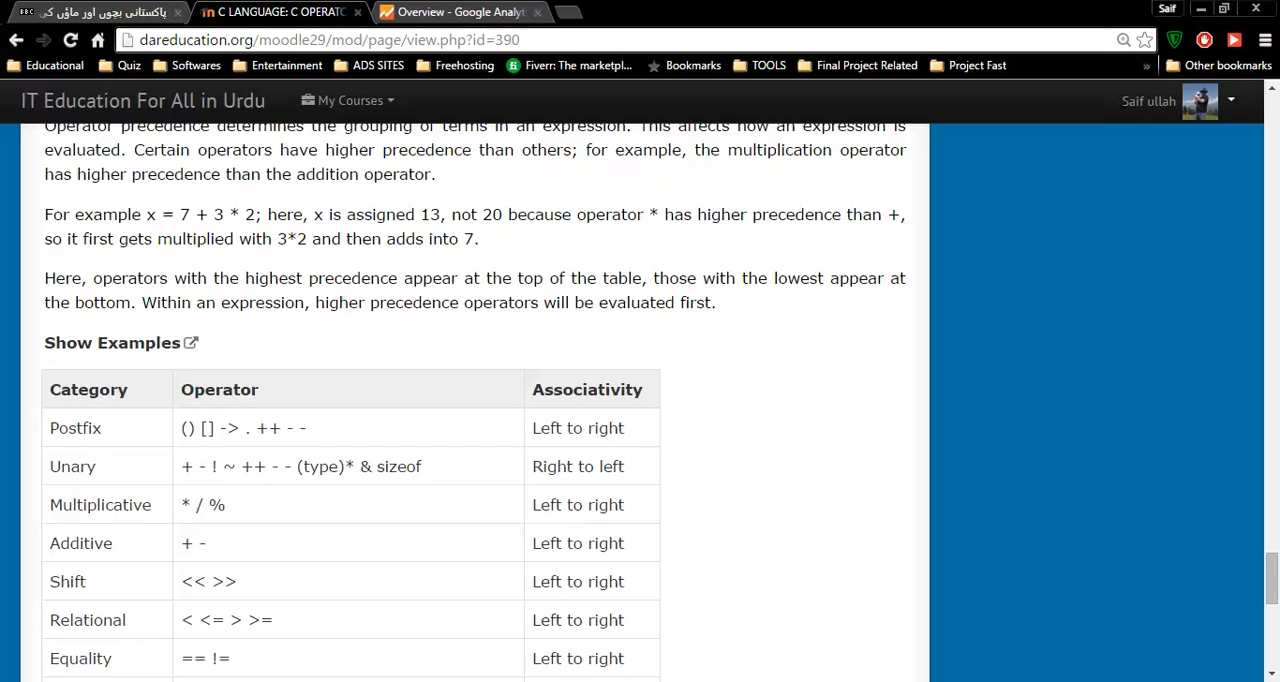 BBC پاکستانی بچوں اور ماؤں کی
C LANGUAGE: C OPERATC
Overview - Google Analyt
Saif
dareducation.org/moodle29/mod/page/view.php?id=390
Educational Quiz Softwares Entertainment ADS SITES Freehosting Fiverr: The marketpl... Bookmarks TOOLS Final Project Related Project Fast » Other bookmarks
IT Education For All in Urdu My Courses Saif ullah
Operator precedence determines the grouping of terms in an expression. This affects how an expression is
evaluated. Certain operators have higher precedence than others; for example, the multiplication operator
has higher precedence than the addition operator.
For example x = 7 + 3 * 2; here, x is assigned 13, not 20 because operator * has higher precedence than +,
so it first gets multiplied with 3*2 and then adds into 7.
Here, operators with the highest precedence appear at the top of the table, those with the lowest appear at
the bottom. Within an expression, higher precedence operators will be evaluated first.
Show Examples
Category Operator Associativity
Postfix () [] -> . ++ - - Left to right
Unary + - ! ~ ++ - - (type)* & sizeof Right to left
Multiplicative * / % Left to right
Additive + - Left to right
Shift << >> Left to right
Relational < <= > >= Left to right
Equality == != Left to right